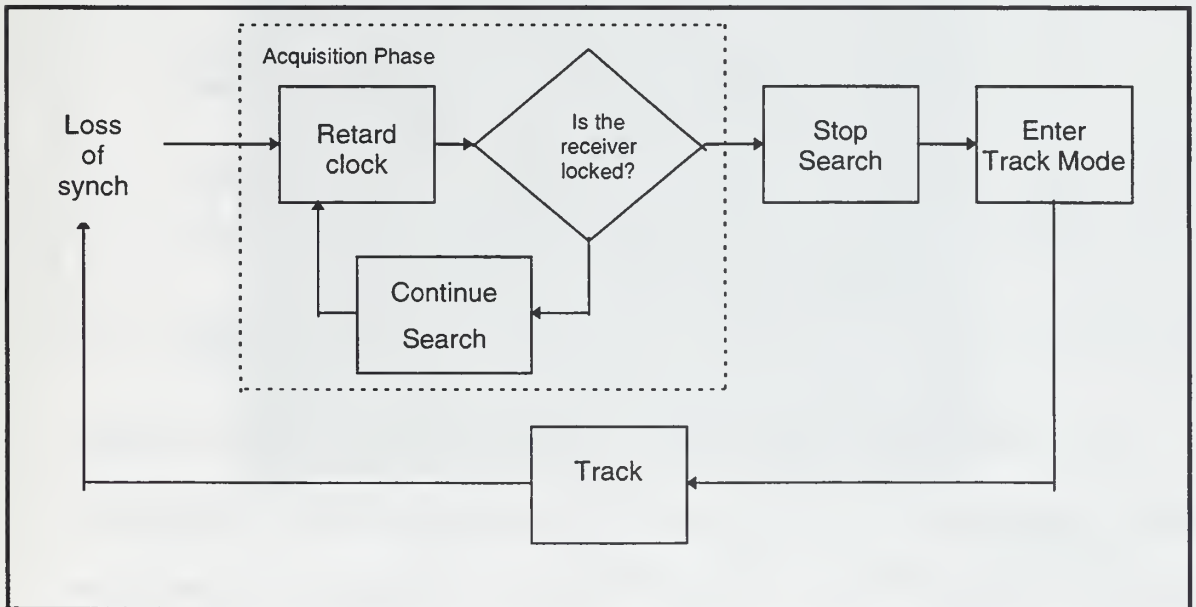 Acquisition Phase
Loss
of
synch
Retard
clock
Is the
receiver
locked?
Stop
Search
Enter
Track Mode
Continue
Search
Track